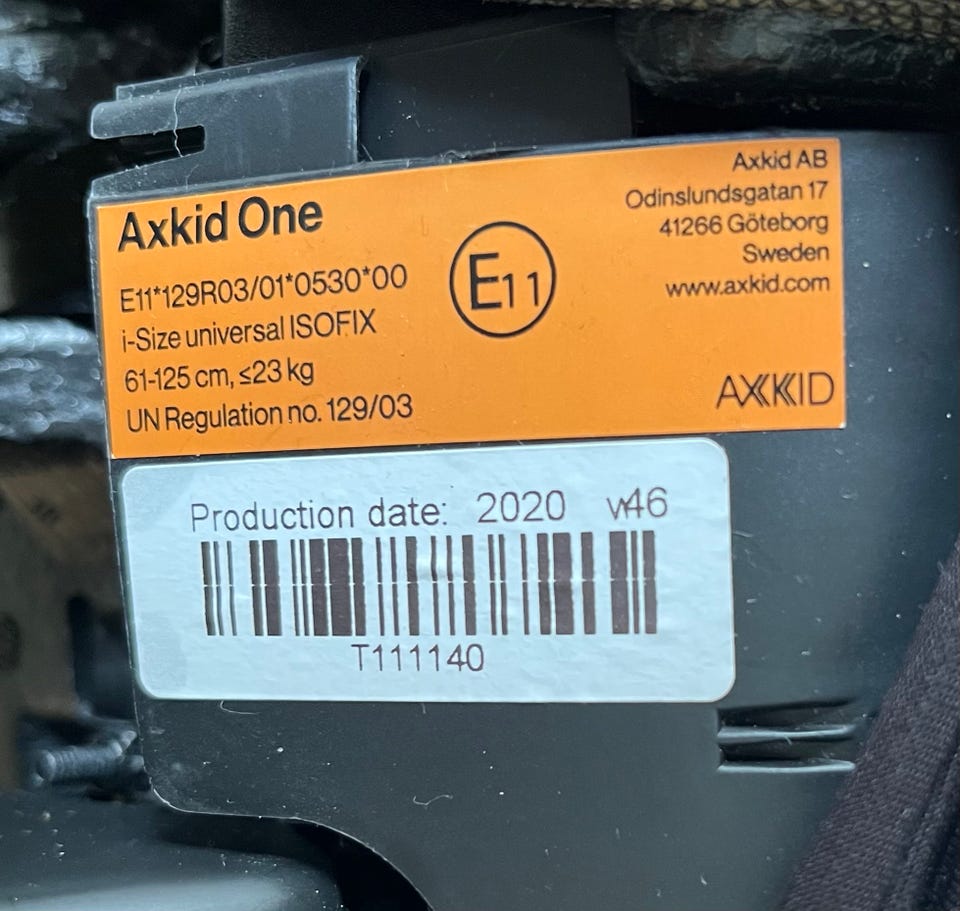 Axkid One
E11*129R03/01*0530*00
i-Size universal ISOFIX
61-125 cm, ≤23 kg
UN Regulation no. 129/03
E11
Axkid AB
Odinslundsgatan 17
41266 Göteborg
Sweden
www.axkid.com
AXKID
Production date: 2020 w46
T111140